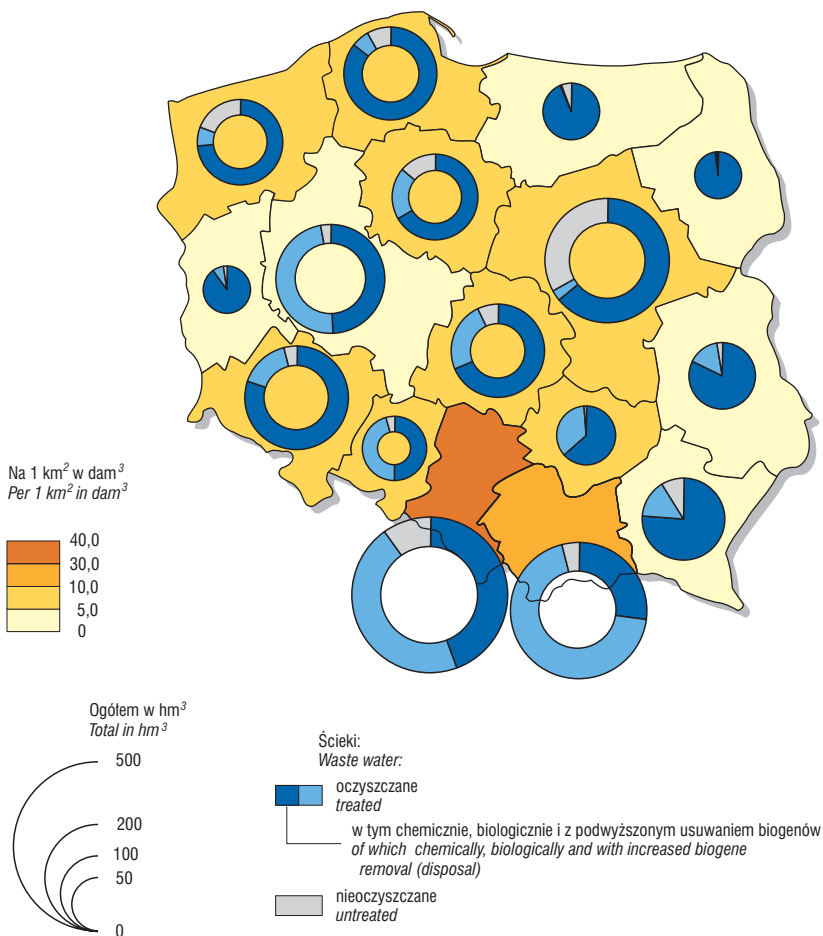 Na 1 km² w dam³
Per 1 km² in dam³
40,0
30,0
10,0
5,0
0
Ogółem w hm³
Total in hm³
500
200
100
50
0
Ścieki:
Waste water:
oczyszczane
treated
w tym chemicznie, biologicznie i z podwyższonym usuwaniem biogenów
of which chemically, biologically and with increased biogene
removal (disposal)
nieoczyszczane
untreated